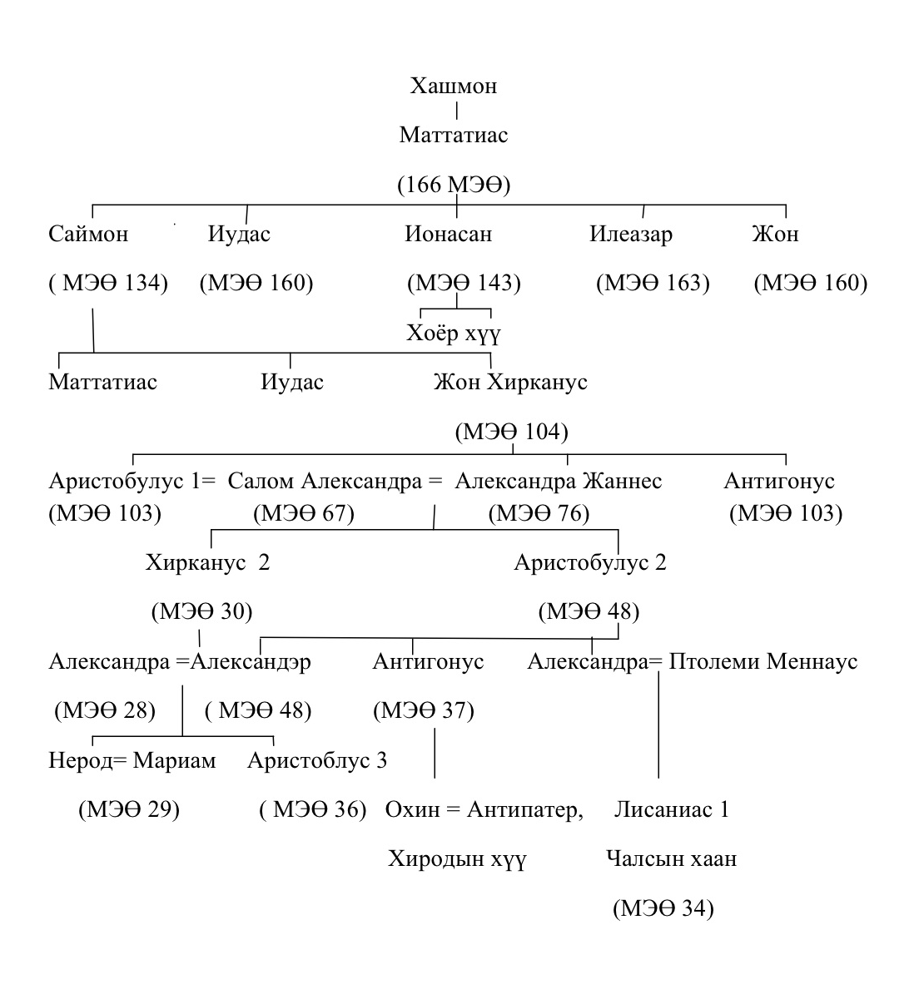 Хашмон
Маттатиас
(166 МЭӨ)
Саймон Иудас Ионасан Илеазар Жон
( МЭӨ 134) (МЭӨ 160) (МЭӨ 143) (МЭӨ 163) (МЭӨ 160)
Хоёр хүү
Маттатиас Иудас Жон Хирканус
(МЭӨ 104)
Аристобулус 1= Салом Александра = Александра Жаннес Антигонус
(МЭӨ 103) (МЭӨ 67) (МЭӨ 76) (МЭӨ 103)
Хирканус 2 Аристобулус 2
(МЭӨ 30) (МЭӨ 48)
Александра =Александэр Антигонус Александра= Птолеми Меннаус
(МЭӨ 28) ( МЭӨ 48) (МЭӨ 37)
Нерод= Мариам Аристоблус 3
(МЭӨ 29) ( МЭӨ 36) Охин = Антипатер, Лисаниас 1
Хиродын хүү Чалсын хаан
(МЭӨ 34)